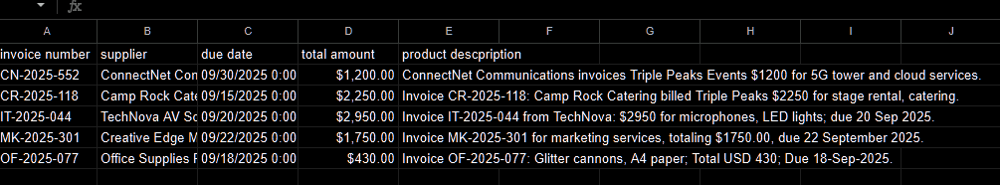 fx
A B C D E F G H I J
invoice number supplier due date total amount product descprition
CN-2025-552 ConnectNet Con 09/30/2025 0:00 $1,200.00 ConnectNet Communications invoices Triple Peaks Events $1200 for 5G tower and cloud services.
CR-2025-118 Camp Rock Cate 09/15/2025 0:00 $2,250.00 Invoice CR-2025-118: Camp Rock Catering billed Triple Peaks $2250 for stage rental, catering.
IT-2025-044 TechNova AV Sc 09/20/2025 0:00 $2,950.00 Invoice IT-2025-044 from TechNova: $2950 for microphones, LED lights; due 20 Sep 2025.
MK-2025-301 Creative Edge M 09/22/2025 0:00 $1,750.00 Invoice MK-2025-301 for marketing services, totaling $1750.00, due 22 September 2025.
OF-2025-077 Office Supplies F 09/18/2025 0:00 $430.00 Invoice OF-2025-077: Glitter cannons, A4 paper; Total USD 430; Due 18-Sep-2025.